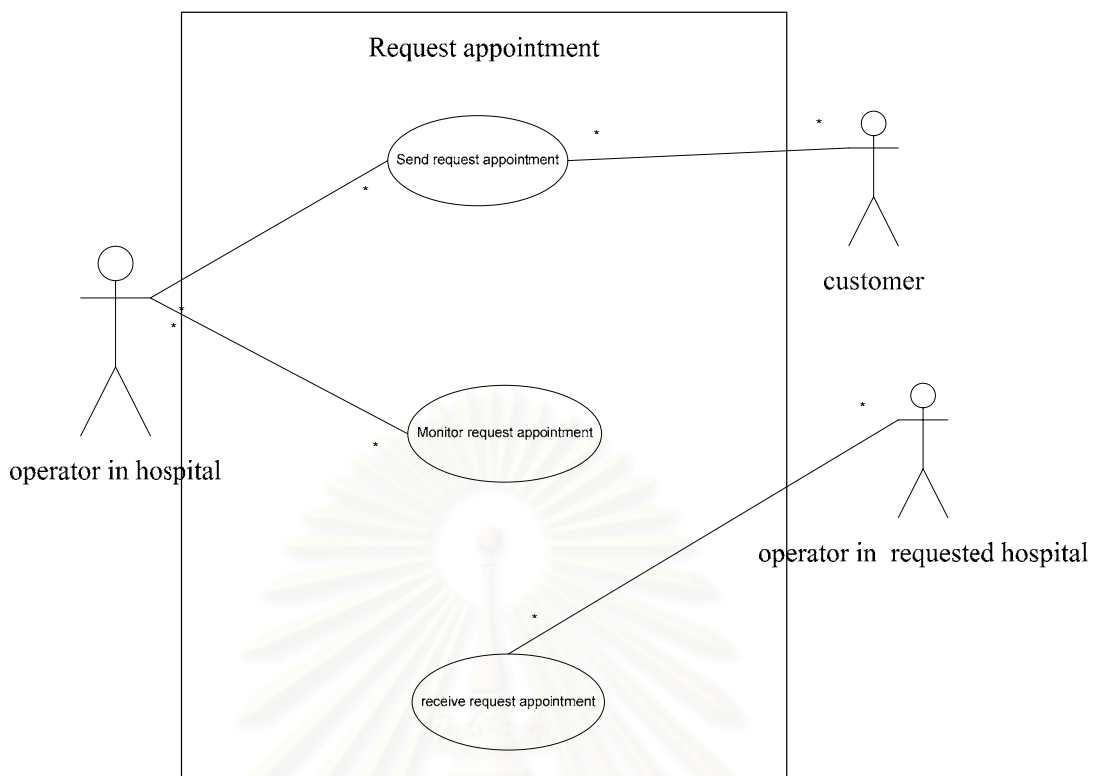 Request appointment
Send request appointment
*
*
*
customer
*
*
operator in hospital
Monitor request appointment
*
*
operator in requested hospital
*
receive request appointment